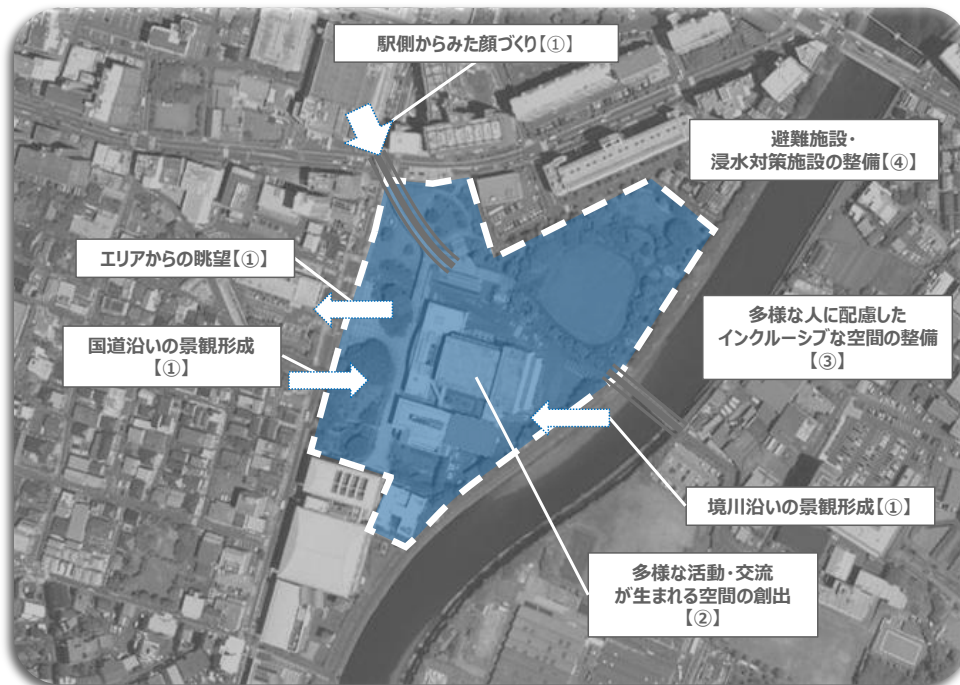 駅側からみた顔づくり【①】
避難施設・
浸水対策施設の整備【④】
エリアからの眺望【①】
多様な人に配慮した
インクルーシブな空間の整備
【③】
国道沿いの景観形成
【①】
境川沿いの景観形成【①】
多様な活動・交流
が生まれる空間の創出
【②】